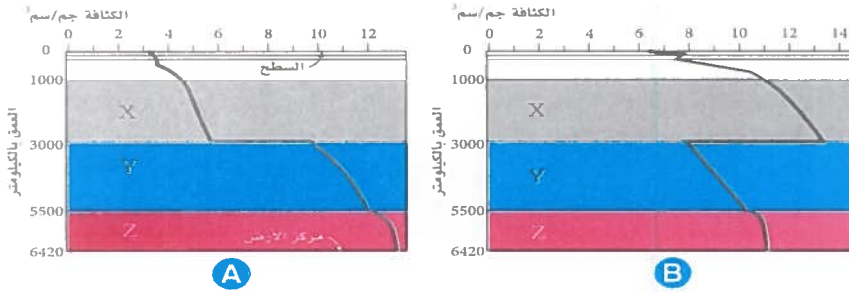 الكثافة جم/سم³
0 2 4 6 8 10 12
0
1000
3000
5500
6420
العمق بالكيلومتر
السطح
X
Y
Z
مركز الأرض
A
الكثافة جم/سم³
0 2 4 6 8 10 12 14
0
1000
3000
5500
6420
العمق بالكيلومتر
X
Y
Z
B